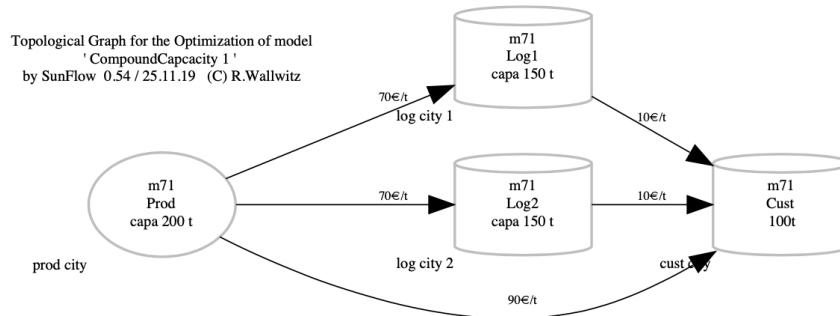 Topological Graph for the Optimization of model
' CompoundCapcacity 1 '
by SunFlow 0.54 / 25.11.19 (C) R.Wallwitz
m71
Log1
capa 150 t
70€/t
log city 1
10€/t
m71
Prod
capa 200 t
prod city
70€/t
m71
Log2
capa 150 t
log city 2
10€/t
m71
Cust
100t
cust city
90€/t